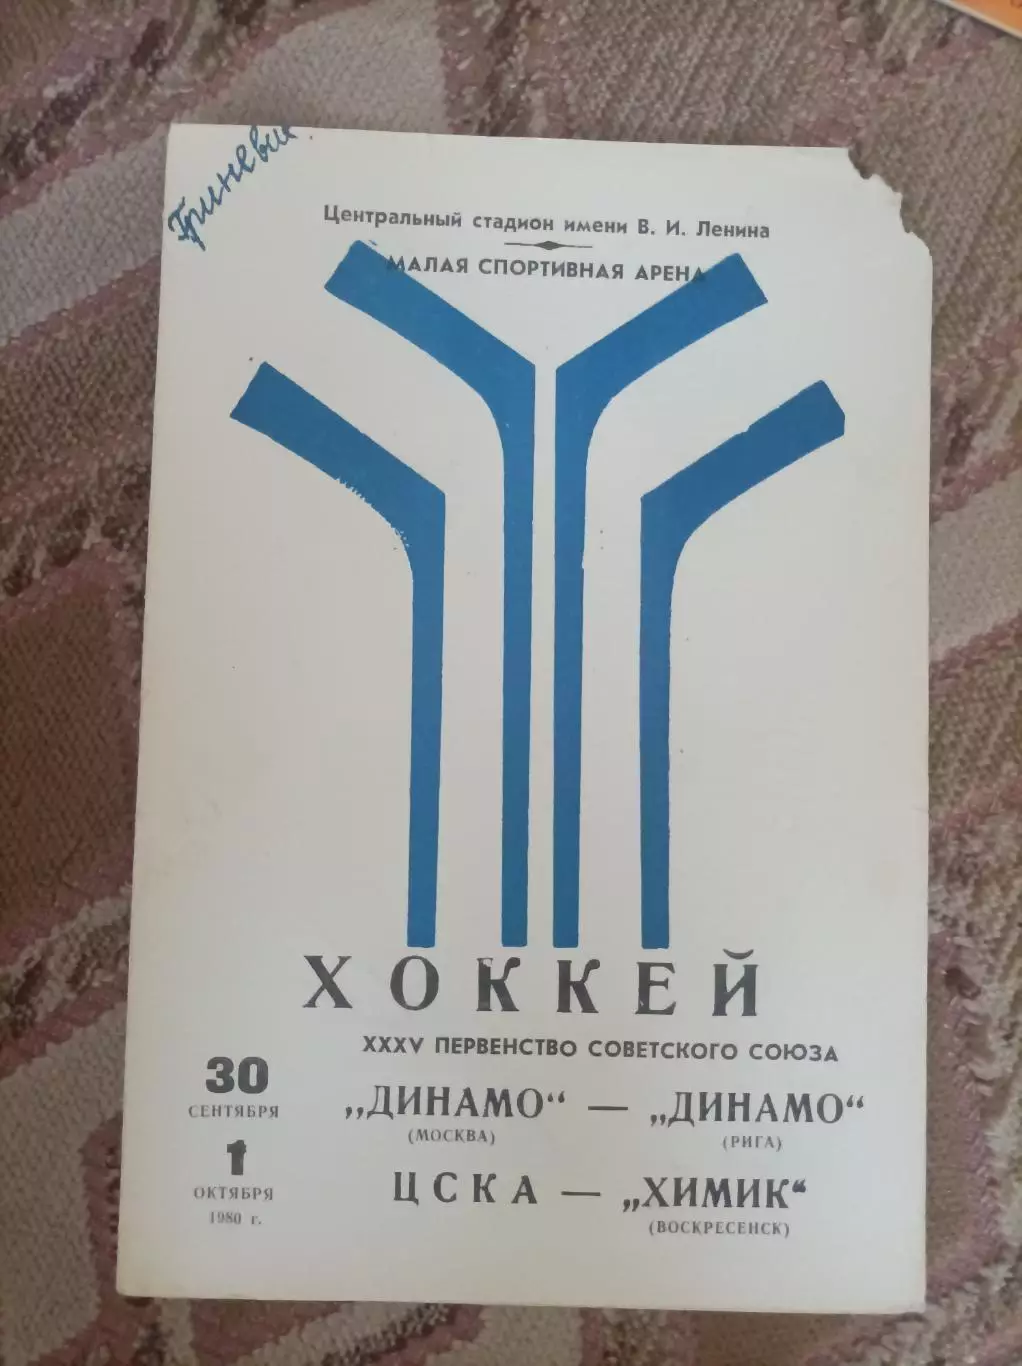 Гриневич
Центральный стадион имени В. И. Ленина
МАЛАЯ СПОРТИВНАЯ АРЕНА
ХОККЕЙ
XXXV ПЕРВЕНСТВО СОВЕТСКОГО СОЮЗА
30
СЕНТЯБРЯ
„ДИНАМО“ — „ДИНАМО“
(МОСКВА) (РИГА)
1
ОКТЯБРЯ
1980 г.
ЦСКА — „ХИМИК“
(ВОСКРЕСЕНСК)